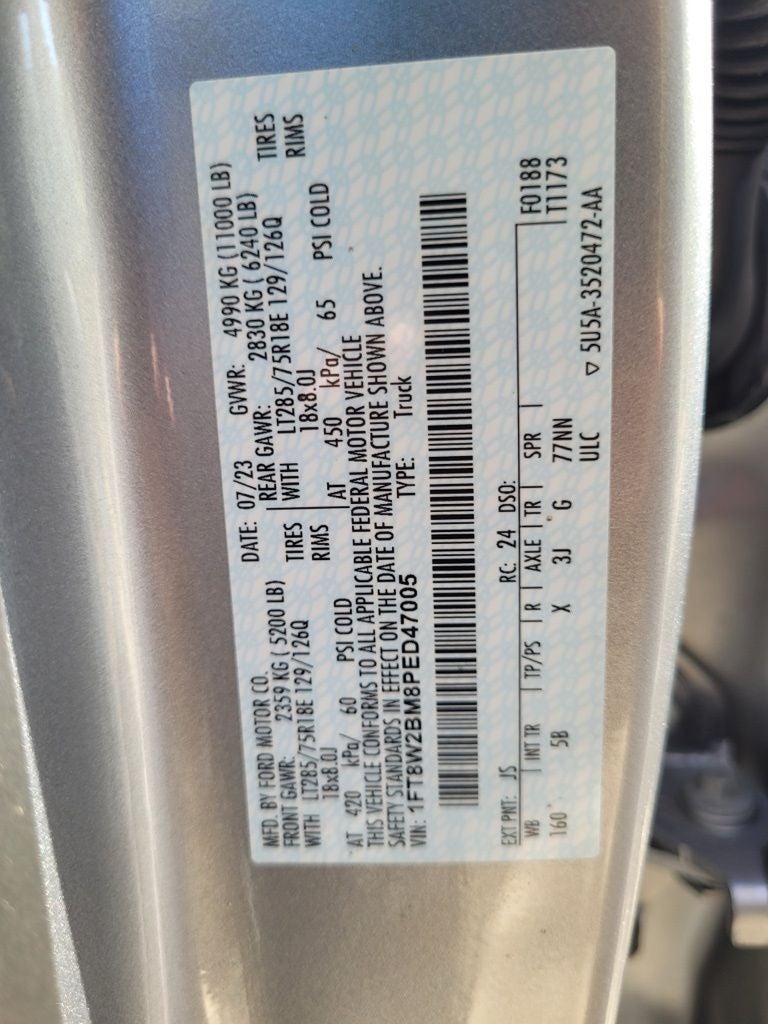 MFD. BY FORD MOTOR CO.
DATE: 07/23 GVWR: 4990 KG (11000 LB)
FRONT GAWR: 2359 KG ( 5200 LB) REAR GAWR: 2830 KG ( 6240 LB)
WITH LT285/75R18E 129/126Q TIRES WITH LT285/75R18E 129/126Q TIRES
18x8.0J RIMS 18x8.0J RIMS
AT 420 kPa/ 60 PSI COLD AT 450 kPa/ 65 PSI COLD
THIS VEHICLE CONFORMS TO ALL APPLICABLE FEDERAL MOTOR VEHICLE
SAFETY STANDARDS IN EFFECT ON THE DATE OF MANUFACTURE SHOWN ABOVE.
VIN: 1FT8W2BM8PED47005 TYPE: Truck
EXT PNT: JS RC: 24 DSO: F0188
WB INT TR TP/PS R AXLE TR SPR T1173
160 5B X 3J G 77NN
ULC ▽ 5U5A-3520472-AA